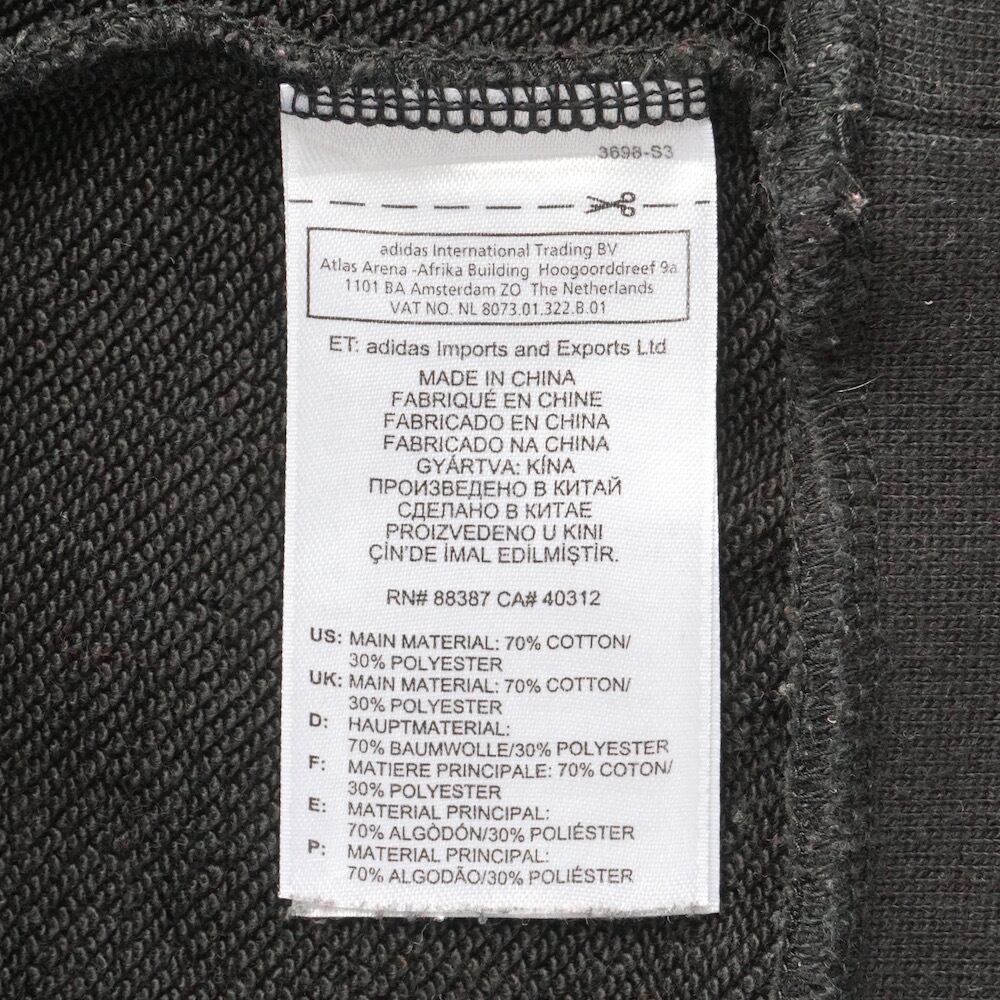 3698-S3
adidas International Trading BV
Atlas Arena -Afrika Building Hoogoorddreef 9a
1101 BA Amsterdam ZO The Netherlands
VAT NO. NL 8073.01.322.B.01
ET: adidas Imports and Exports Ltd
MADE IN CHINA
FABRIQUÉ EN CHINE
FABRICADO EN CHINA
FABRICADO NA CHINA
GYÁRTVA: KÍNA
ПРОИЗВЕДЕНО В КИТАЙ
СДЕЛАНО В КИТАЕ
PROIZVEDENO U KINI
ÇİN'DE İMAL EDİLMİŞTİR.
RN# 88387 CA# 40312
US: MAIN MATERIAL: 70% COTTON/
30% POLYESTER
UK: MAIN MATERIAL: 70% COTTON/
30% POLYESTER
D: HAUPTMATERIAL:
70% BAUMWOLLE/30% POLYESTER
F: MATIERE PRINCIPALE: 70% COTON/
30% POLYESTER
E: MATERIAL PRINCIPAL:
70% ALGÒDÓN/30% POLIÉSTER
P: MATERIAL PRINCIPAL:
70% ALGODÃO/30% POLIÉSTER